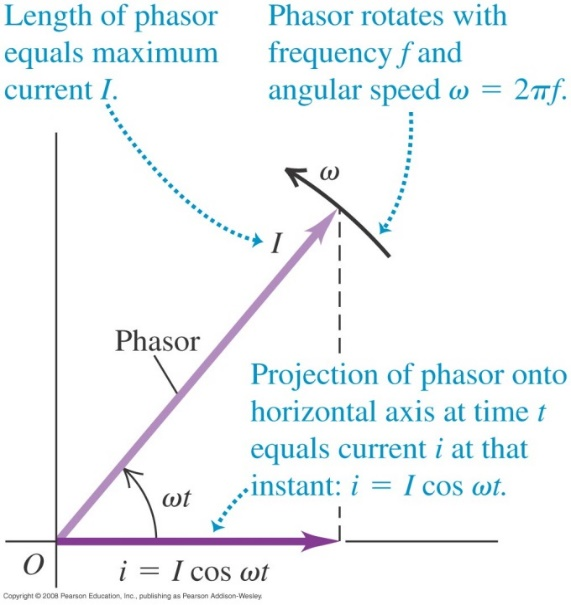 Length of phasor
equals maximum
current I.
Phasor rotates with
frequency f and
angular speed ω = 2πf.
ω
I
Phasor
Projection of phasor onto
horizontal axis at time t
equals current i at that
instant: i = I cos ωt.
ωt
O
i = I cos ωt
Copyright © 2008 Pearson Education, Inc., publishing as Pearson Addison-Wesley.